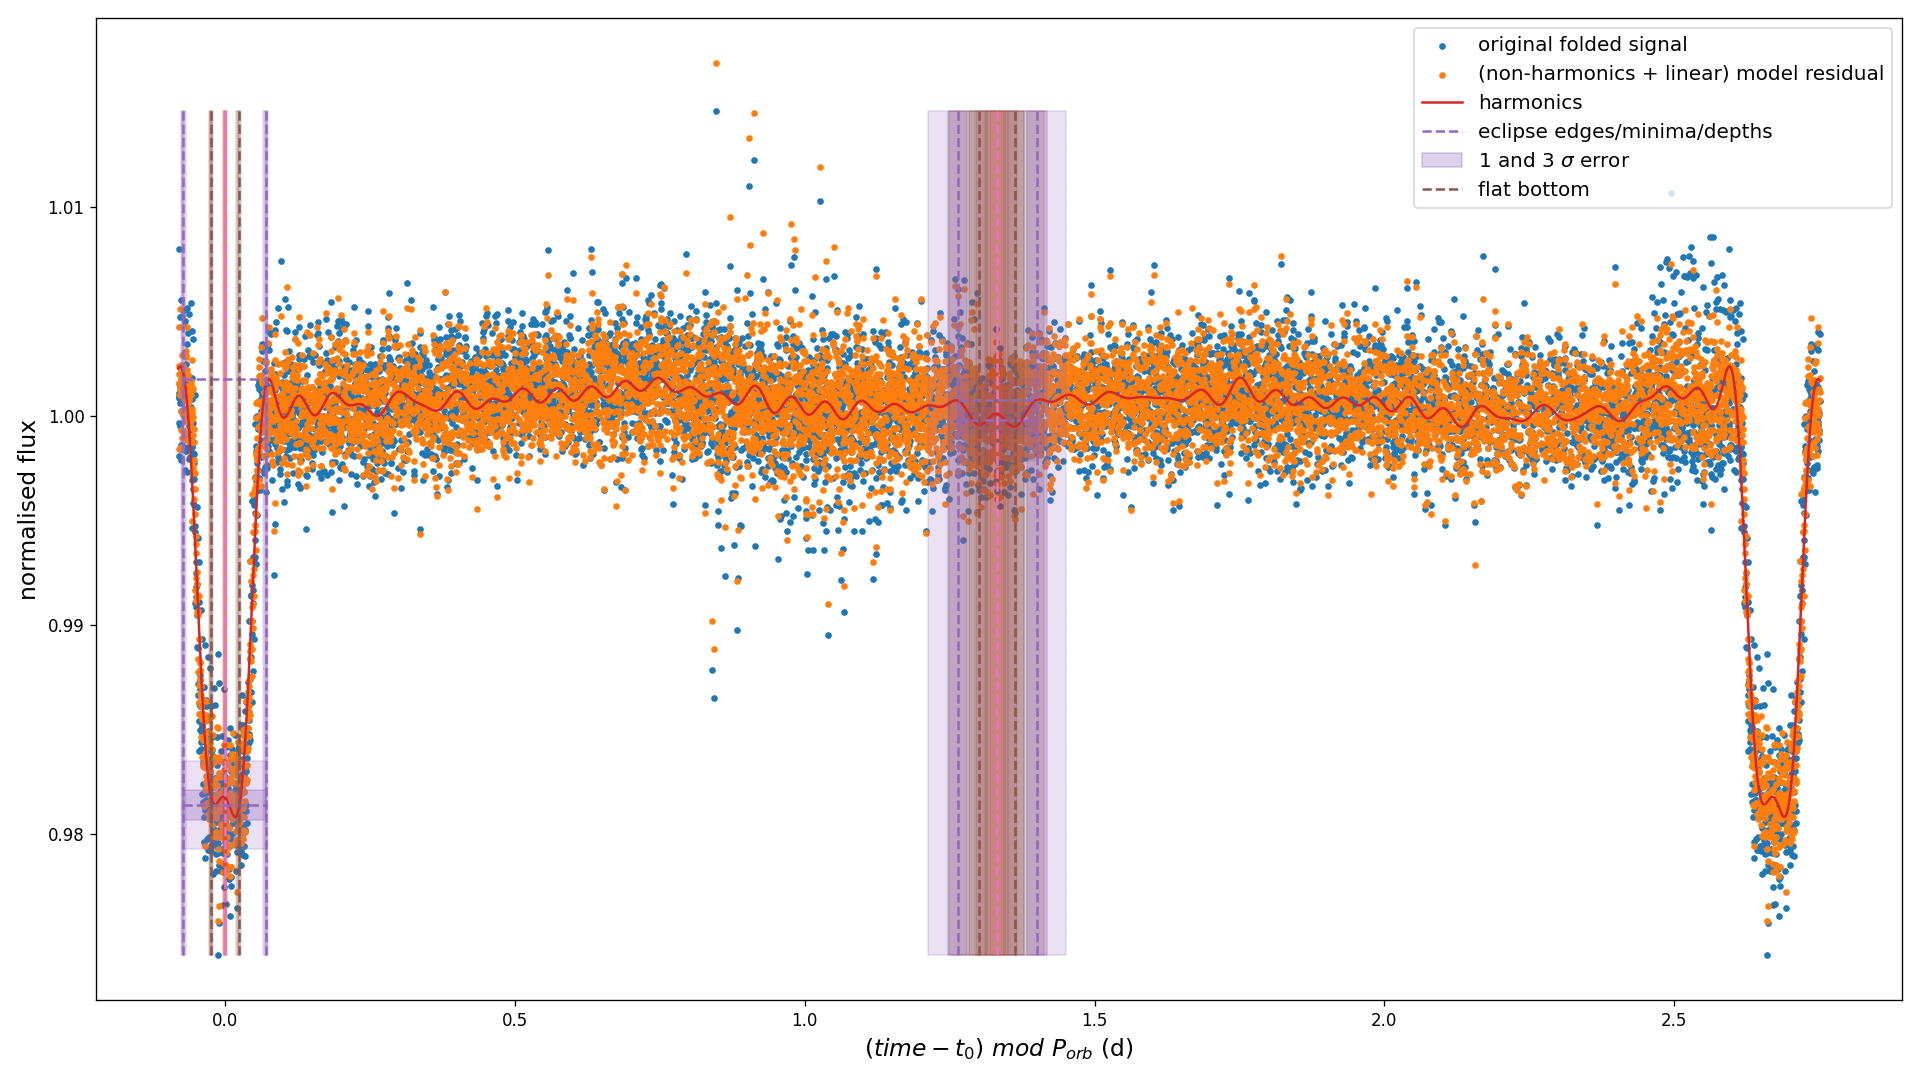 original folded signal
(non-harmonics + linear) model residual
harmonics
eclipse edges/minima/depths
1 and 3 σ error
flat bottom
normalised flux
1.01
1.00
0.99
0.98
0.0 0.5 1.0 1.5 2.0 2.5
(time − t₀) mod Pₒᵣb (d)